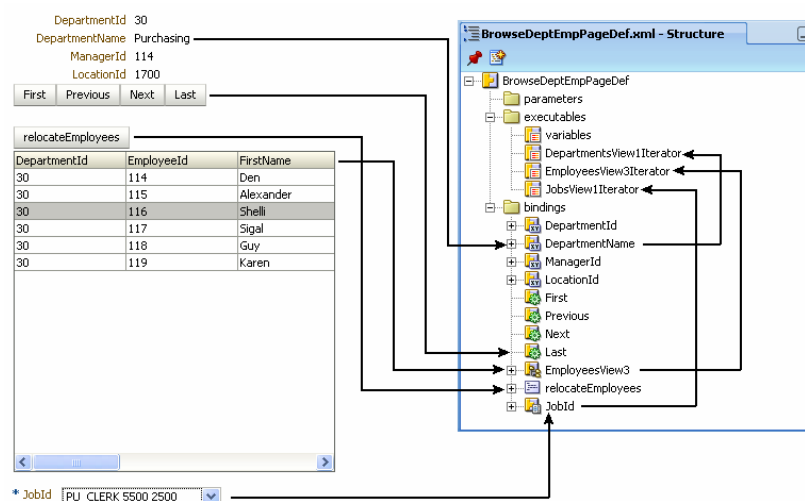 DepartmentId 30
DepartmentName Purchasing
ManagerId 114
LocationId 1700
First Previous Next Last
relocateEmployees
DepartmentId EmployeeId FirstName
30 114 Den
30 115 Alexander
30 116 Shelli
30 117 Sigal
30 118 Guy
30 119 Karen
* JobId PU_CLERK 5500 2500
BrowseDeptEmpPageDef.xml - Structure
BrowseDeptEmpPageDef
parameters
executables
variables
DepartmentsView1Iterator
EmployeesView3Iterator
JobsView1Iterator
bindings
DepartmentId
DepartmentName
ManagerId
LocationId
First
Previous
Next
Last
EmployeesView3
relocateEmployees
JobId